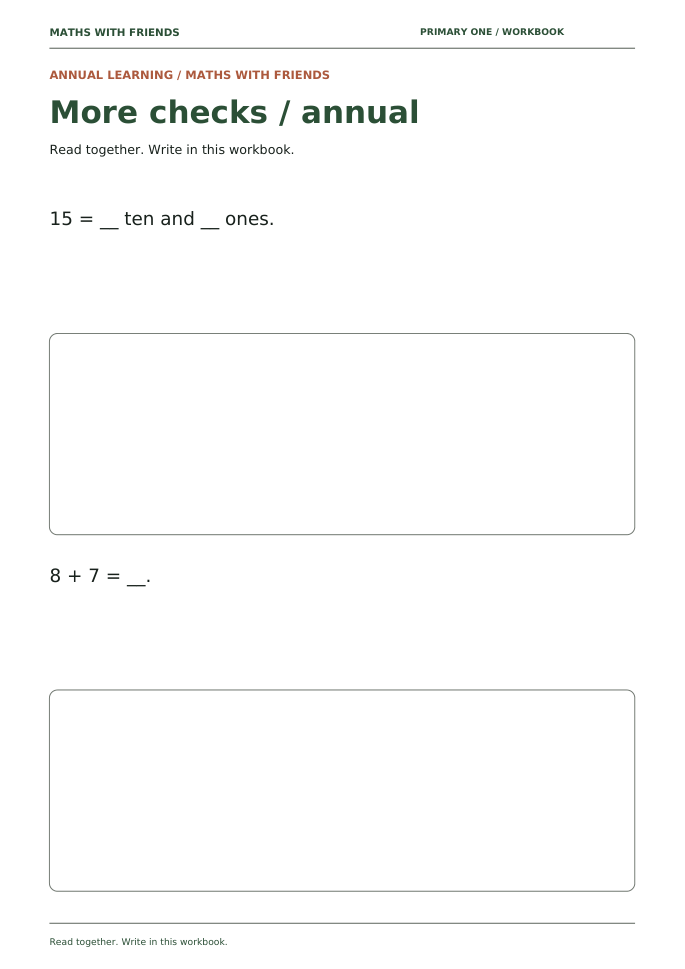 MATHS WITH FRIENDS
PRIMARY ONE / WORKBOOK
ANNUAL LEARNING / MATHS WITH FRIENDS
More checks / annual
Read together. Write in this workbook.
15 = __ ten and __ ones.
8 + 7 = __.
Read together. Write in this workbook.